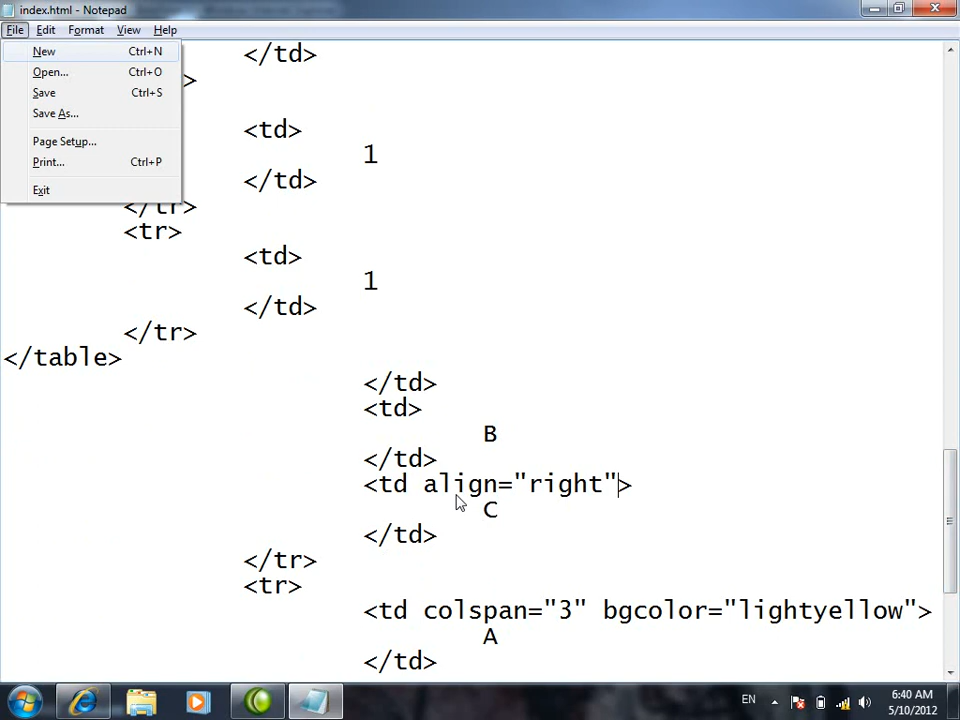 index.html - Notepad
File Edit Format View Help
New Ctrl+N
Open... Ctrl+O
Save Ctrl+S
Save As...
Page Setup...
Print... Ctrl+P
Exit
</td>
>
<td>
1
</td>
</tr>
<tr>
<td>
1
</td>
</tr>
</table>
</td>
<td>
B
</td>
<td align="right">
C
</td>
</tr>
<tr>
<td colspan="3" bgcolor="lightyellow">
A
</td>
EN
6:40 AM
5/10/2012